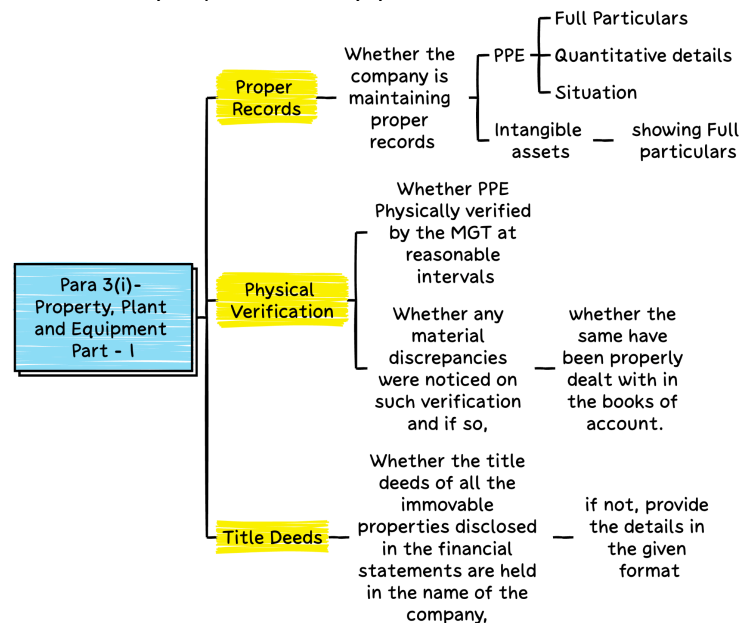 Para 3(i)-
Property, Plant
and Equipment
Part - I
Proper
Records
Whether the
company is
maintaining
proper
records
PPE
Full Particulars
Quantitative details
Situation
Intangible
assets
showing Full
particulars
Physical
Verification
Whether PPE
Physically verified
by the MGT at
reasonable
intervals
Whether any
material
discrepancies
were noticed on
such verification
and if so,
whether the
same have
been properly
dealt with in
the books of
account.
Title Deeds
Whether the title
deeds of all the
immovable
properties disclosed
in the financial
statements are held
in the name of the
company,
if not, provide
the details in
the given
format